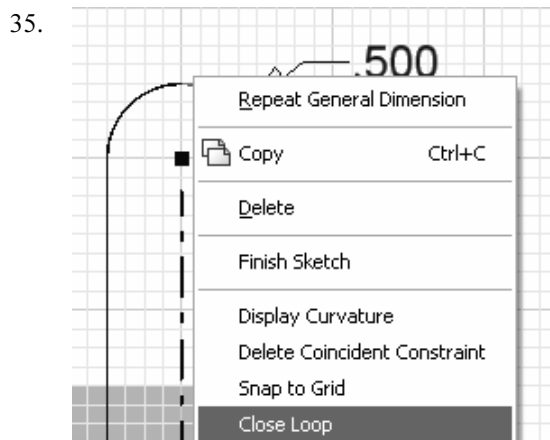 35.
.500
Repeat General Dimension
Copy Ctrl+C
Delete
Finish Sketch
Display Curvature
Delete Coincident Constraint
Snap to Grid
Close Loop